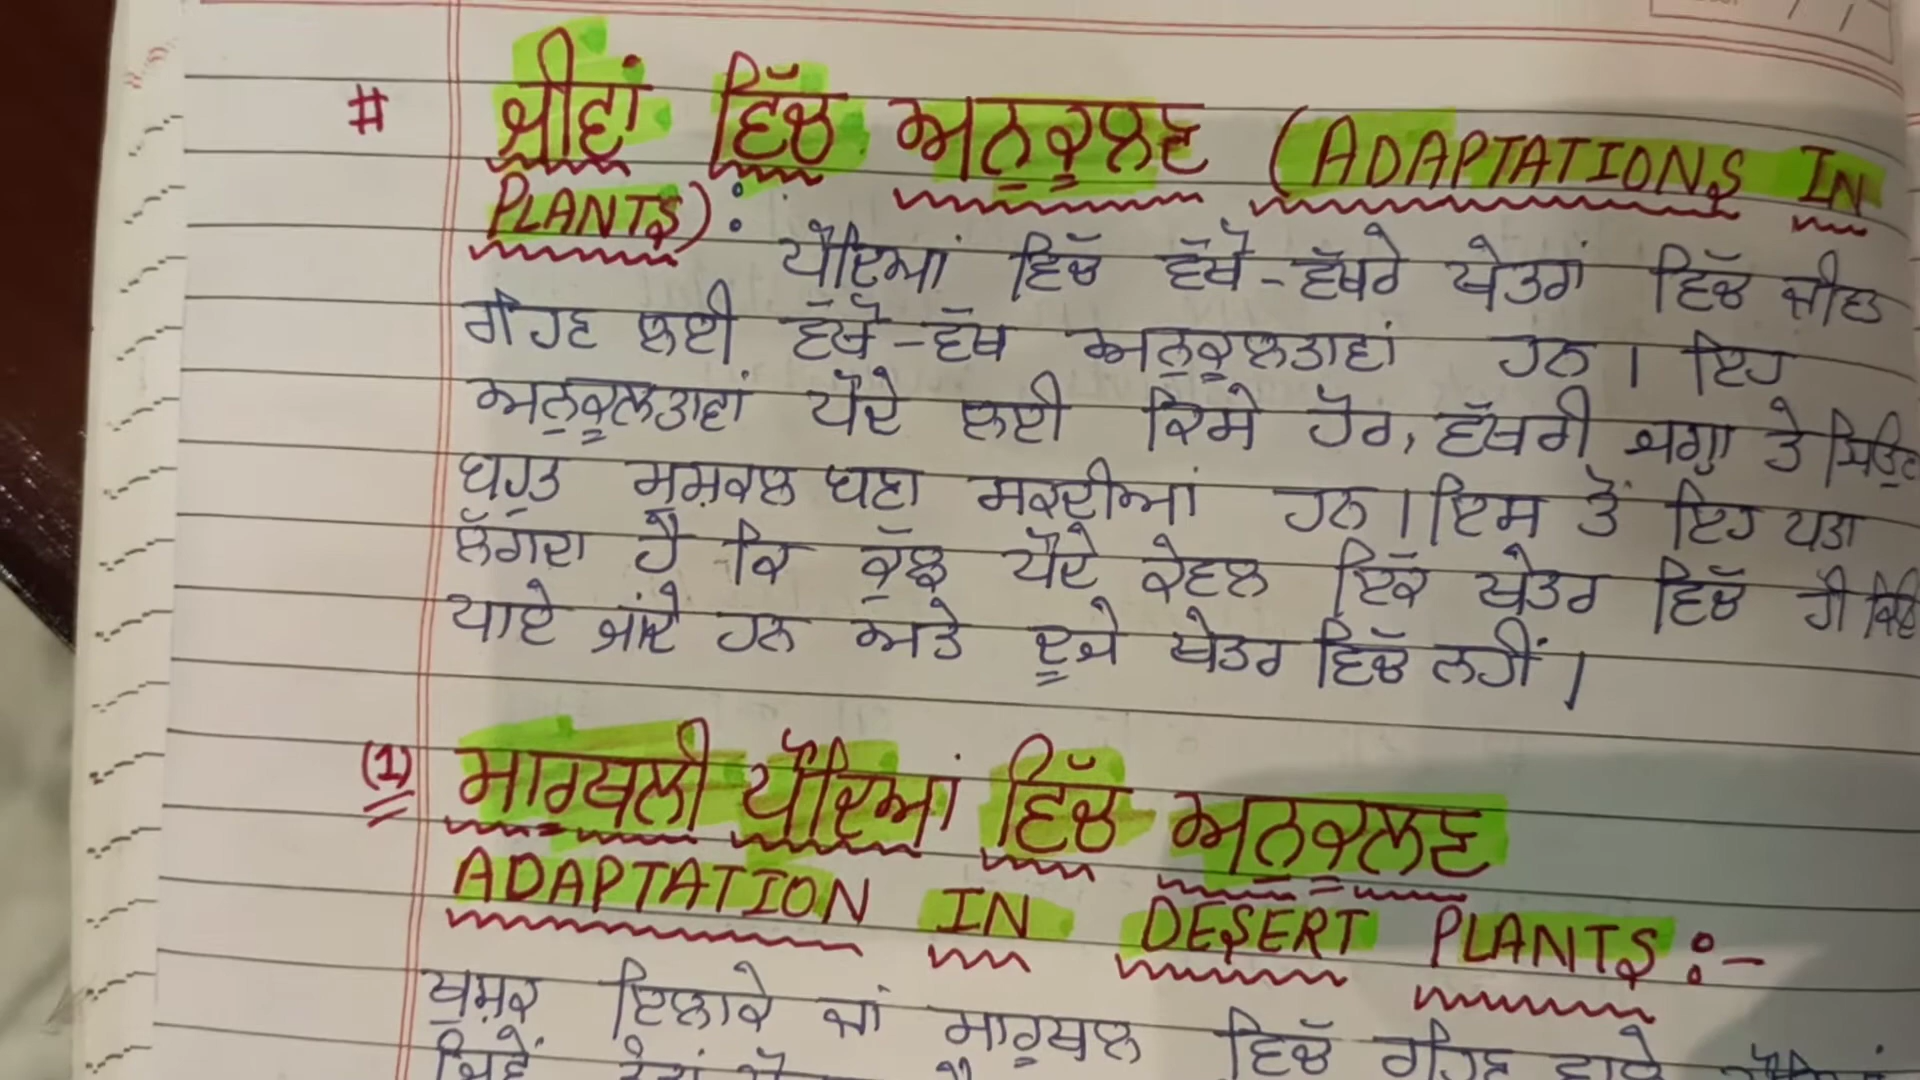 # ਜੀਵਾਂ ਵਿੱਚ ਅਨੁਕੂਲਣ (ADAPTATIONS IN
PLANTS):
ਪੌਦਿਆਂ ਵਿੱਚ ਵੱਖੋ-ਵੱਖਰੇ ਖੇਤਰਾਂ ਵਿੱਚ ਜੀਵਤ
ਰਹਿਣ ਲਈ ਵੱਖੋ-ਵੱਖ ਅਨੁਕੂਲਤਾਵਾਂ ਹਨ। ਇਹ
ਅਨੁਕੂਲਤਾਵਾਂ ਪੌਦੇ ਲਈ ਕਿਸੇ ਹੋਰ, ਵੱਖਰੀ ਜਗ੍ਹਾ ਤੇ
ਬਹੁਤ ਮੁਸ਼ਕਲ ਬਣਾ ਸਕਦੀਆਂ ਹਨ। ਇਸ ਤੋਂ ਇਹ ਪਤਾ
ਲੱਗਦਾ ਹੈ ਕਿ ਕੁੱਝ ਪੌਦੇ ਕੇਵਲ ਇੱਕ ਖੇਤਰ ਵਿੱਚ ਹੀ
ਪਾਏ ਜਾਂਦੇ ਹਨ ਅਤੇ ਦੂਜੇ ਖੇਤਰ ਵਿੱਚ ਨਹੀਂ।
(1) ਮਾਰੂਥਲੀ ਪੌਦਿਆਂ ਵਿੱਚ ਅਨੁਕੂਲਣ
ADAPTATION IN DESERT PLANTS:-
ਖੁਸ਼ਕ ਇਲਾਕੇ ਜਾਂ ਮਾਰੂਥਲ ਵਿੱਚ ਰਹਿਣ ਵਾਲੇ